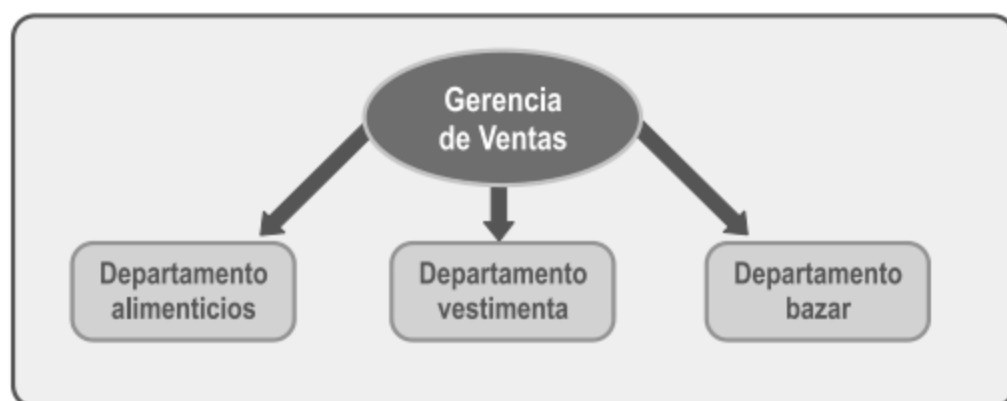 Gerencia
de Ventas
Departamento
alimenticios
Departamento
vestimenta
Departamento
bazar